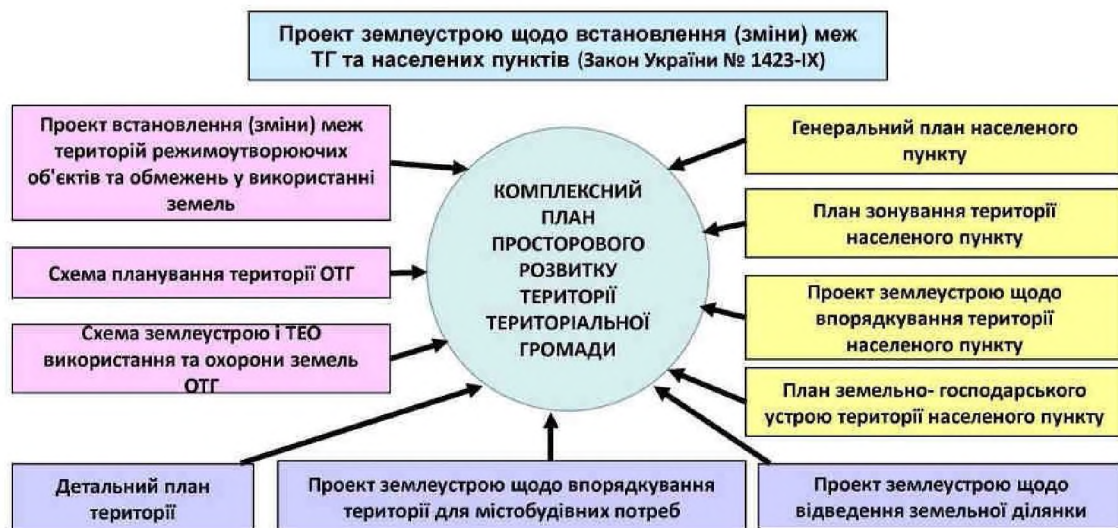 Проект землеустрою щодо встановлення (зміни) меж
ТГ та населених пунктів (Закон України № 1423-IX)
Проект встановлення (зміни) меж
територій режимоутворюючих
об'єктів та обмежень у використанні
земель
Схема планування території ОТГ
Схема землеустрою і ТЕО
використання та охорони земель
ОТГ
КОМПЛЕКСНИЙ
ПЛАН
ПРОСТОРОВОГО
РОЗВИТКУ
ТЕРИТОРІЇ
ТЕРИТОРІАЛЬНОЇ
ГРОМАДИ
Генеральний план населеного
пункту
План зонування території
населеного пункту
Проект землеустрою щодо
впорядкування території
населеного пункту
План земельно- господарського
устрою території населеного пункту
Детальний план
території
Проект землеустрою щодо впорядкування
території для містобудівних потреб
Проект землеустрою щодо
відведення земельної ділянки